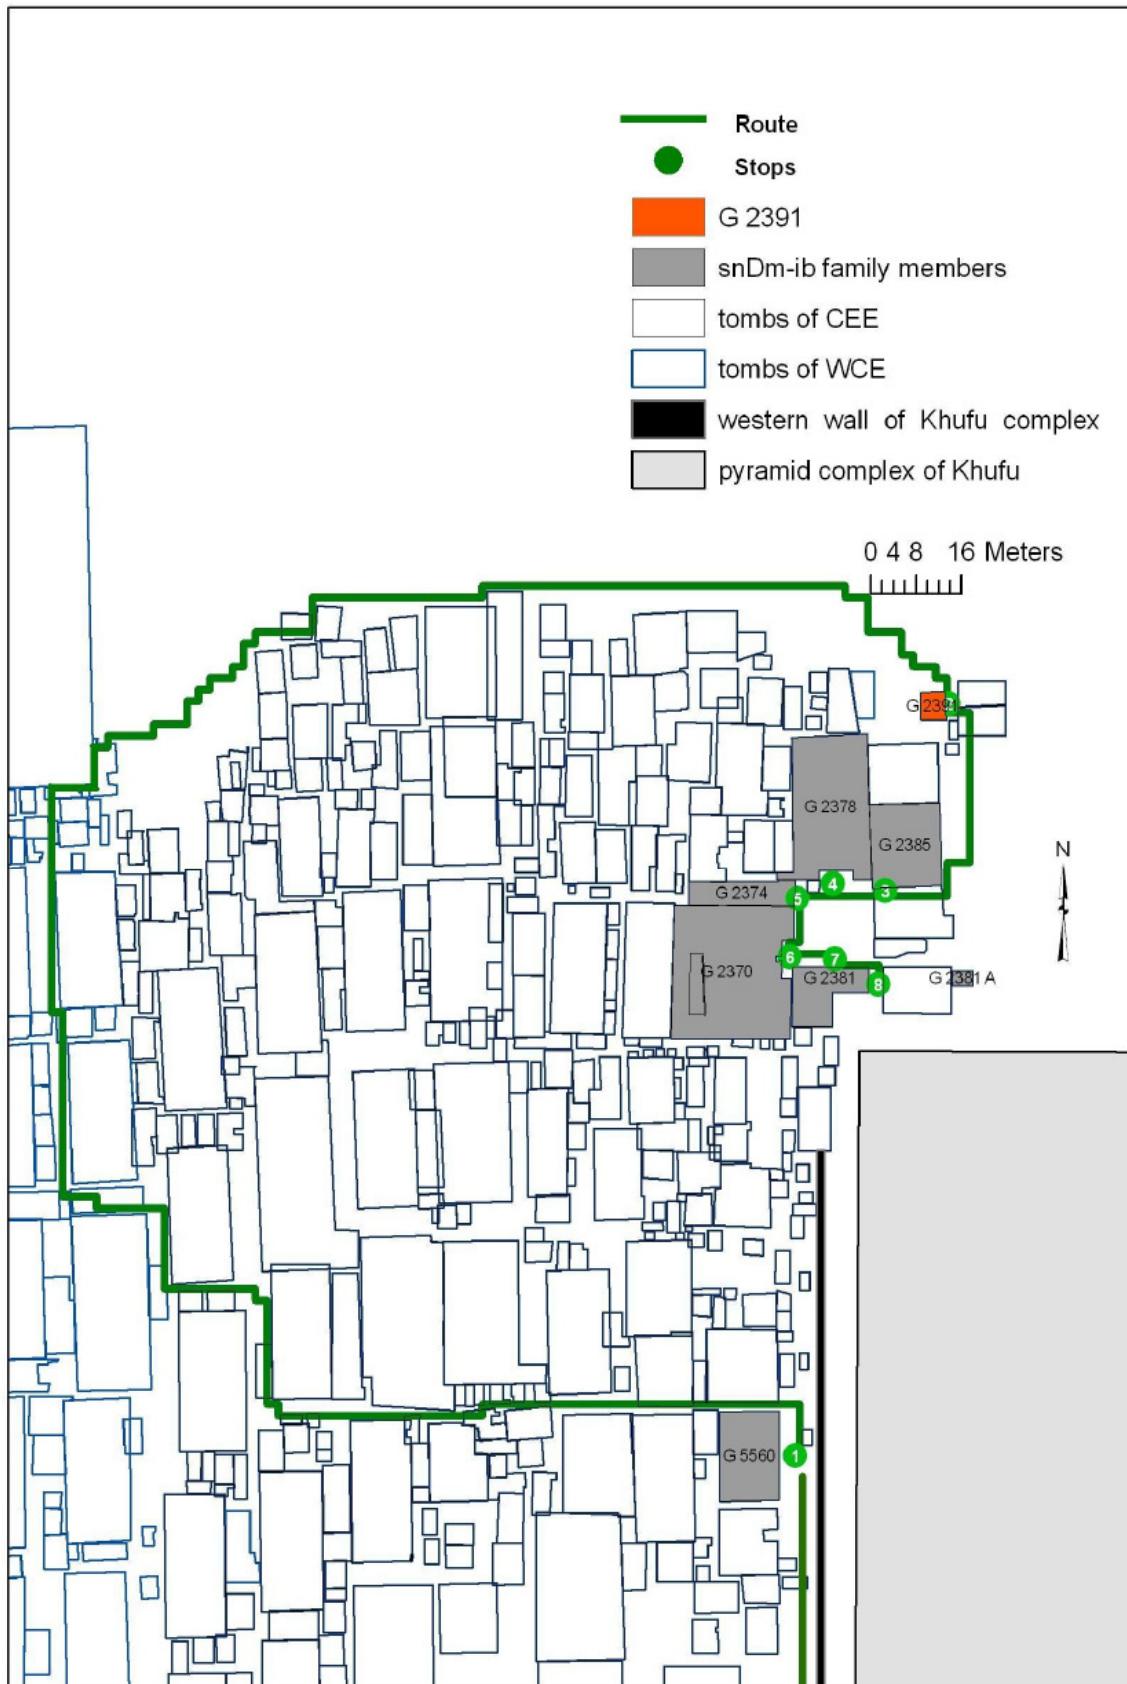 Route
Stops
G 2391
snDm-ib family members
tombs of CEE
tombs of WCE
western wall of Khufu complex
pyramid complex of Khufu
0 4 8 16 Meters
G 2391
G 2378
G 2385
N
4
3
G 2374
5
6
7
G 2370
G 2381
8
G 2381 A
G 5560
1